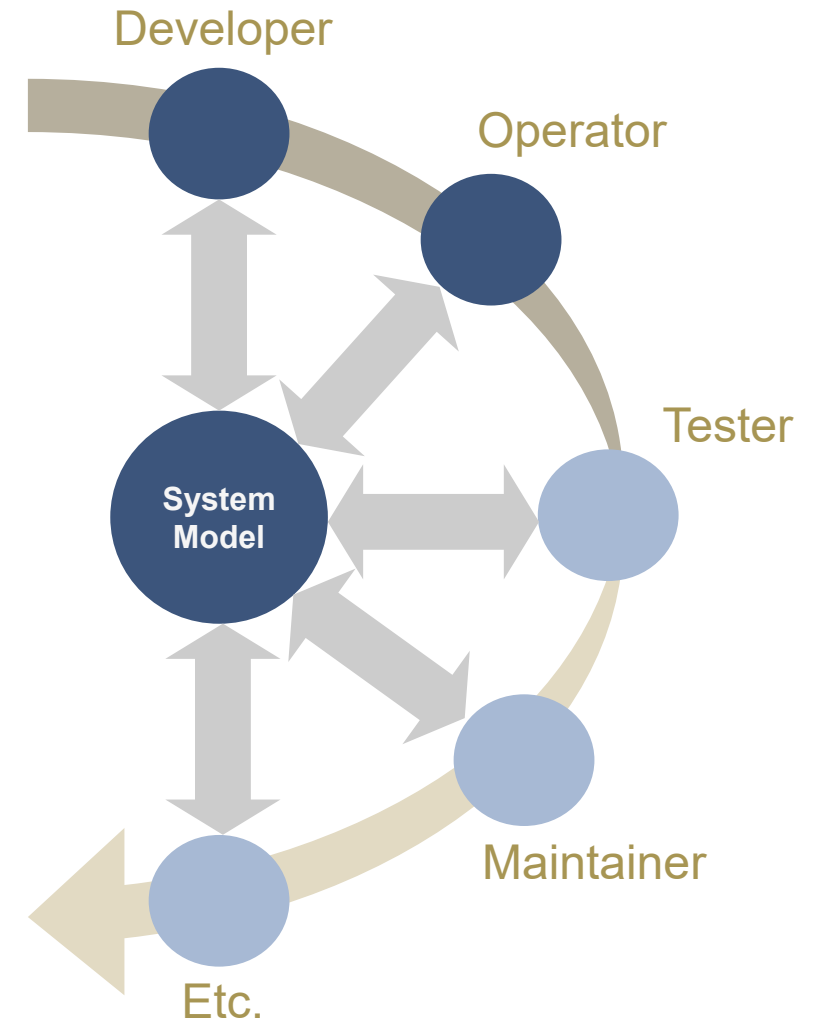 Developer
Operator
Tester
System
Model
Maintainer
Etc.